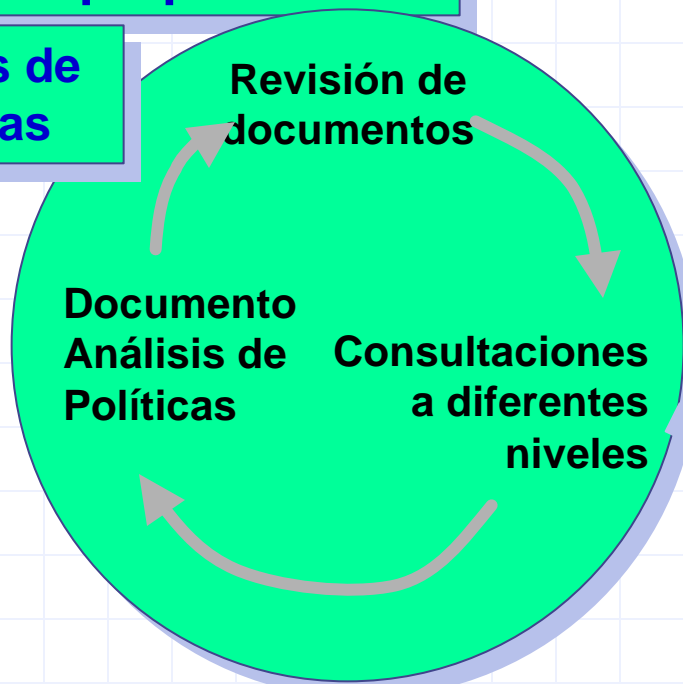 s de
as
Revisión de
documentos
Documento
Análisis de
Políticas
Consultaciones
a diferentes
niveles